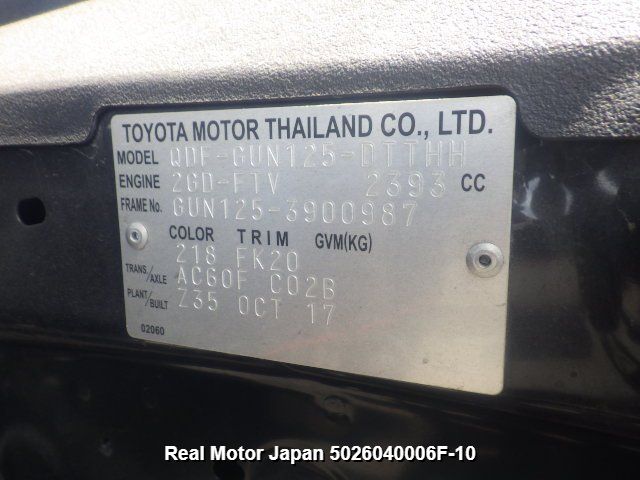 TOYOTA MOTOR THAILAND CO., LTD.
MODEL QDF-GUN125-DTTHH
ENGINE 2GD-FTV 2393 CC
FRAME No. GUN125-3900987
COLOR TRIM GVM(KG)
218 FK20
TRANS/AXLE AC60F C02B
PLANT/BUILT Z35 OCT 17
02060
Real Motor Japan 5026040006F-10